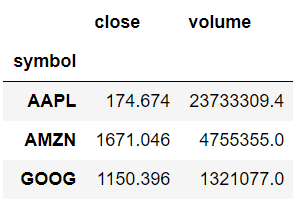 close volume
symbol
AAPL 174.674 23733309.4
AMZN 1671.046 4755355.0
GOOG 1150.396 1321077.0